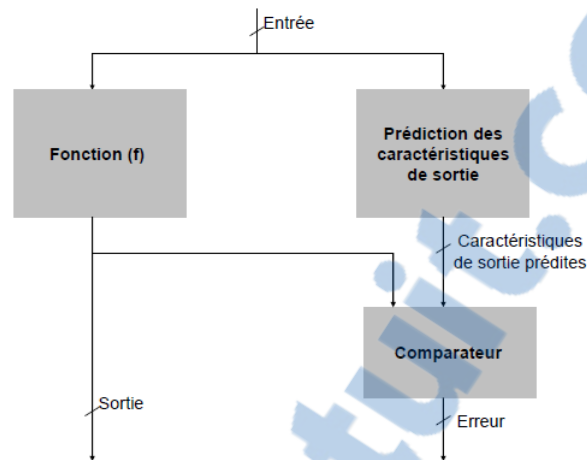 Entrée
Fonction (f)
Prédiction des
caractéristiques
de sortie
Caractéristiques
de sortie prédites
Comparateur
Sortie
Erreur